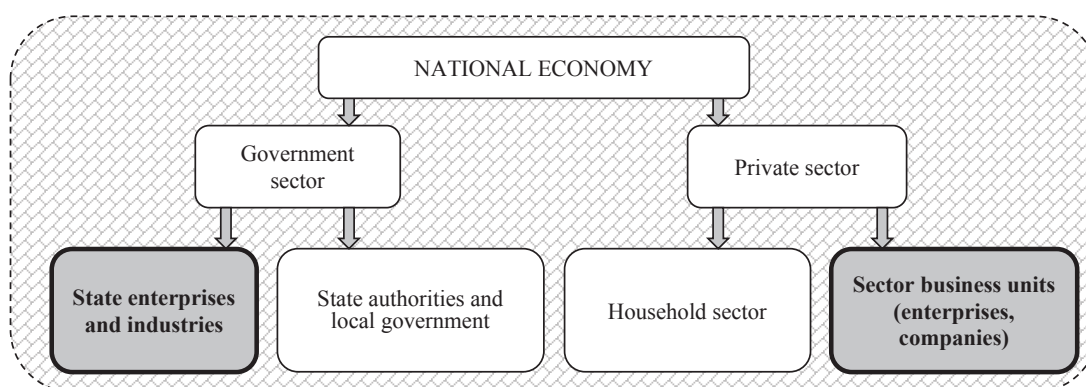 NATIONAL ECONOMY
Government
sector
Private sector
State enterprises
and industries
State authorities and
local government
Household sector
Sector business units
(enterprises,
companies)